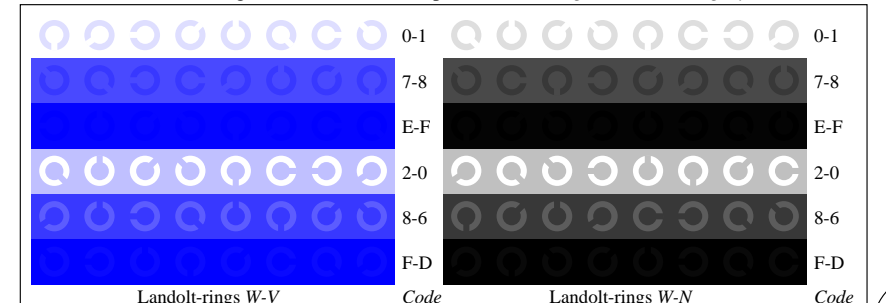 0-1 0-1
7-8 7-8
E-F E-F
2-0 2-0
8-6 8-6
F-D F-D
Landolt-rings W-V Code Landolt-rings W-N Code